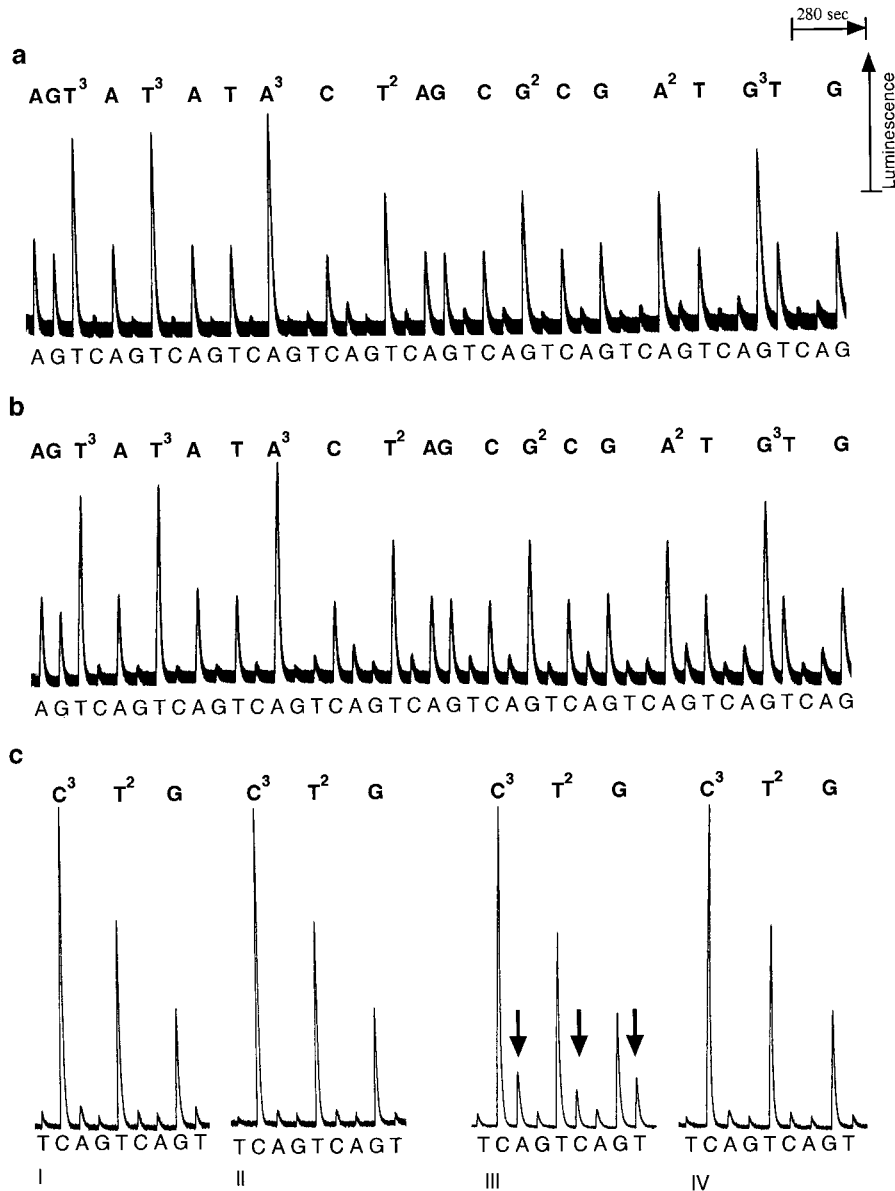 280 sec
a
AGT³ A T³ A T A³ C T² AG C G² C G A² T G³T G
Luminescence
AGTCAGTCAGTCAGTCAGTCAGTCAGTCAGTCAGTCAGTCAG
b
AG T³ A T³ A T A³ C T² AG C G² C G A² T G³T G
AGTCAGTCAGTCAGTCAGTCAGTCAGTCAGTCAGTCAGTCAG
c
C³ T² G C³ T² G C³ T² G C³ T² G
TCAGTCAGT TCAGTCAGT TCAGTCAGT TCAGTCAGT
I II III IV